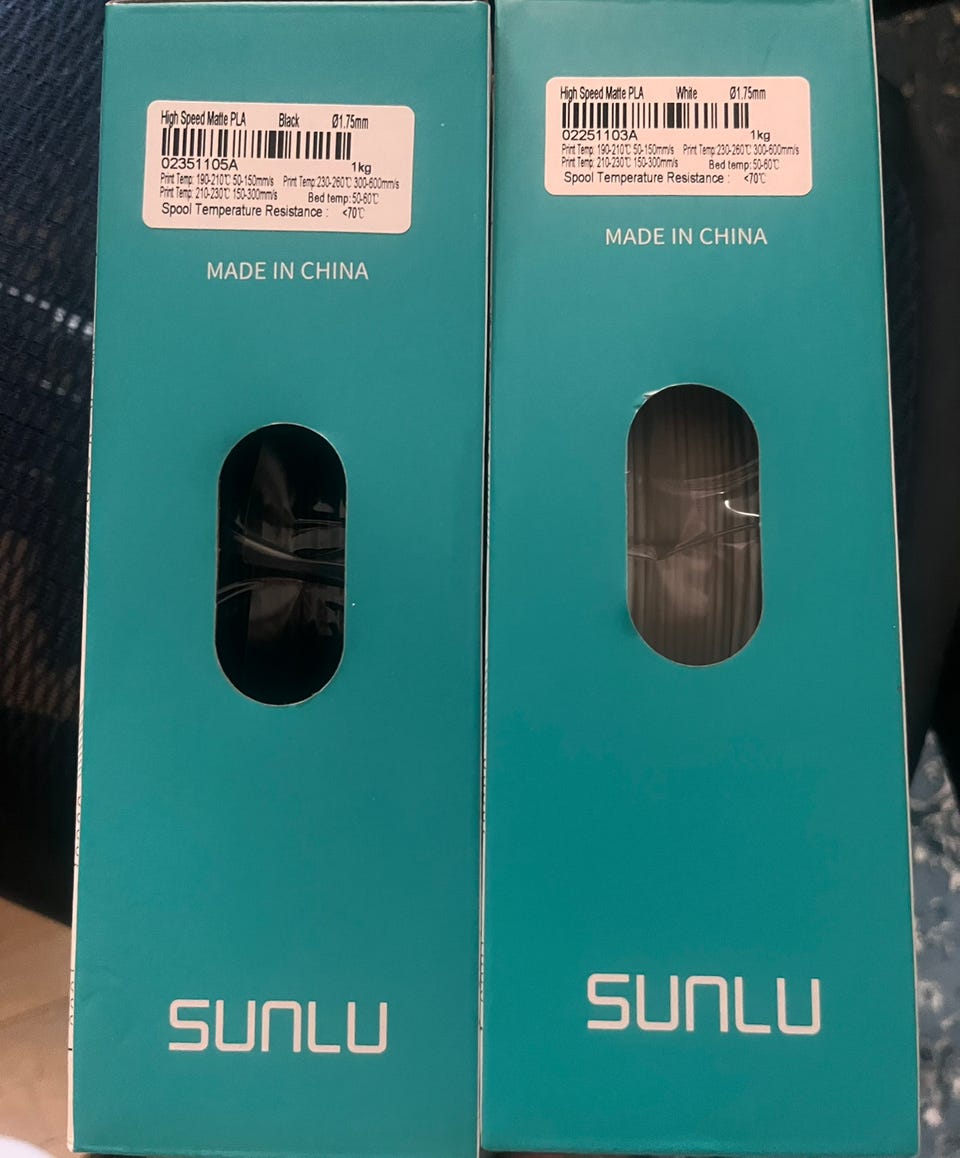 High Speed Matte PLA Black Ø1.75mm
02351105A 1kg
Print Temp: 190-210℃ 50-150mm/s Print Temp:230-260℃ 300-600mm/s
Print Temp: 210-230℃ 150-300mm/s Bed temp:50-60℃
Spool Temperature Resistance : <70℃
MADE IN CHINA
SUNLU
High Speed Matte PLA White Ø1.75mm
02251103A 1kg
Print Temp: 190-210℃ 50-150mm/s Print Temp:230-260℃ 300-600mm/s
Print Temp: 210-230℃ 150-300mm/s Bed temp:50-60℃
Spool Temperature Resistance : <70℃
MADE IN CHINA
SUNLU